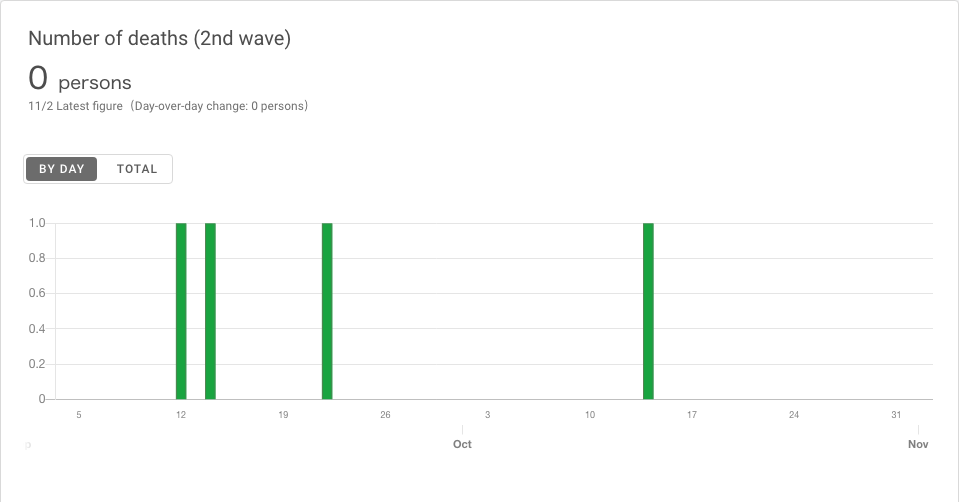 Number of deaths (2nd wave)
0 persons
11/2 Latest figure（Day-over-day change: 0 persons）
BY DAY TOTAL
1.0
0.8
0.6
0.4
0.2
0
5 12 19 26 3 10 17 24 31
Oct Nov